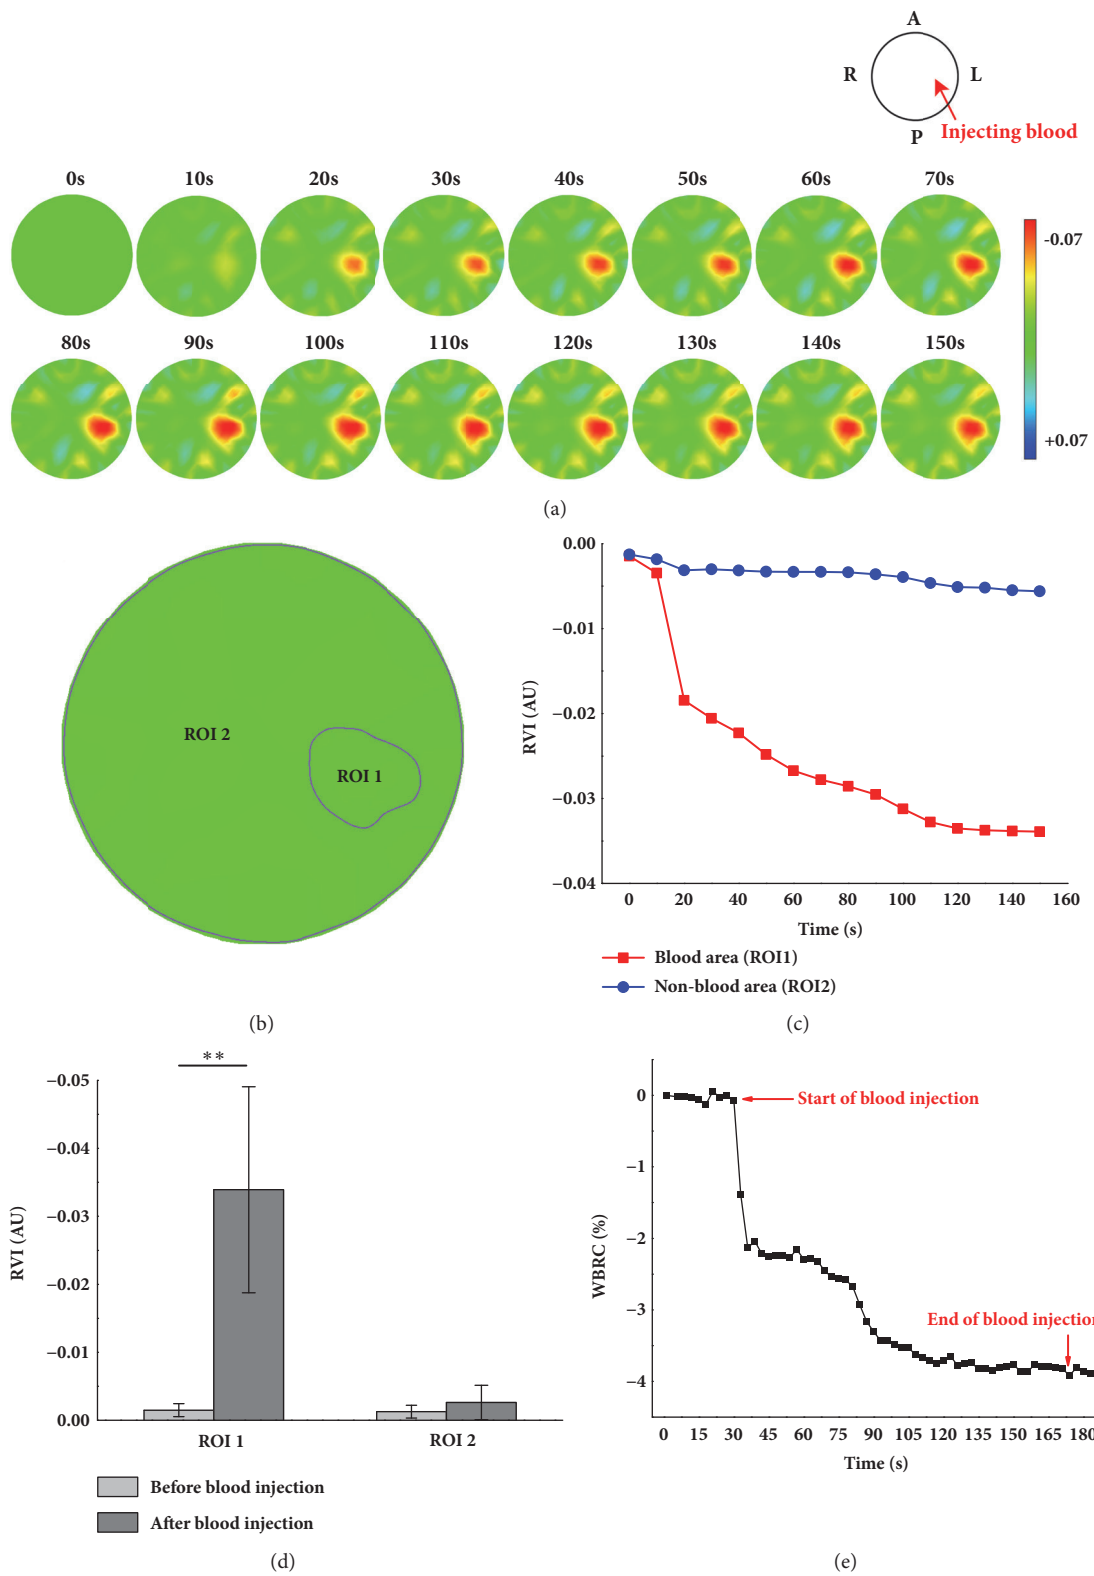 A
R
L
P
Injecting blood
0s 10s 20s 30s 40s 50s 60s 70s
-0.07
80s 90s 100s 110s 120s 130s 140s 150s
+0.07
(a)
ROI 2
ROI 1
(b)
0.00
−0.01
−0.02
−0.03
−0.04
RVI (AU)
0 20 40 60 80 100 120 140 160
Time (s)
Blood area (ROI1)
Non-blood area (ROI2)
(c)
**
−0.05
−0.04
−0.03
−0.02
−0.01
0.00
RVI (AU)
ROI 1 ROI 2
Before blood injection
After blood injection
(d)
0
−1
−2
−3
−4
WBRC (%)
Start of blood injection
End of blood injection
0 15 30 45 60 75 90 105 120 135 150 165 180
Time (s)
(e)